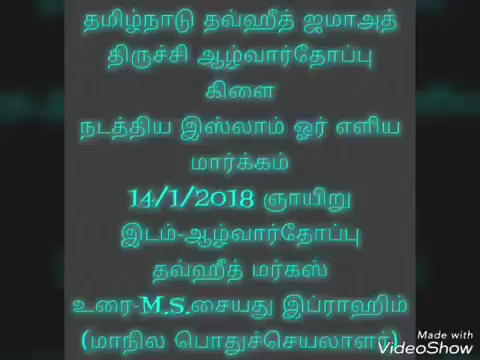 தமிழ்நாடு தவ்ஹீத் ஜமாஅத்
திருச்சி ஆழ்வார்தோப்பு
கிளை
நடத்திய இஸ்லாம் ஓர் எளிய
மார்க்கம்
14/1/2018 ஞாயிறு
இடம்-ஆழ்வார்தோப்பு
தவ்ஹீத் மர்கஸ்
உரை-M.S.சையது இப்ராஹிம்
(மாநில பொதுச்செயலாளர்)
Made with
VideoShow